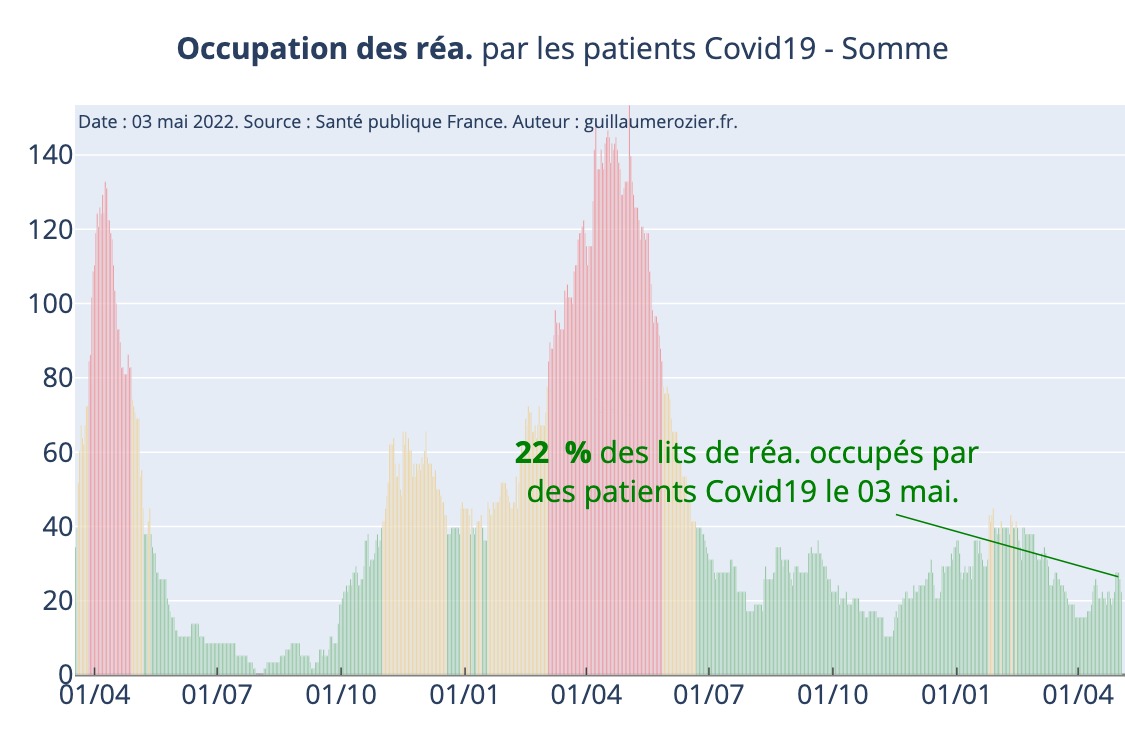 Occupation des réa. par les patients Covid19 - Somme
Date : 03 mai 2022. Source : Santé publique France. Auteur : guillaumerozier.fr.
140
120
100
80
60
40
20
0
22 % des lits de réa. occupés par
des patients Covid19 le 03 mai.
01/04 01/07 01/10 01/01 01/04 01/07 01/10 01/01 01/04